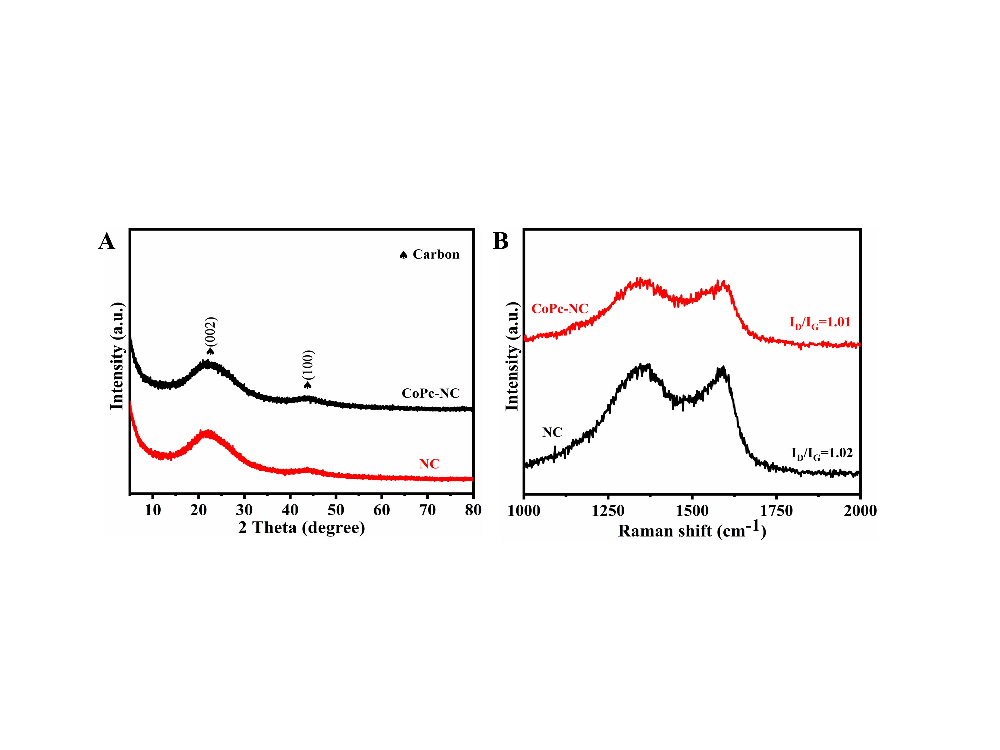 A
♠ Carbon
♠(002)
♠(100)
CoPc-NC
NC
Intensity (a.u.)
10 20 30 40 50 60 70 80
2 Theta (degree)
B
CoPc-NC
I_D/I_G=1.01
NC
I_D/I_G=1.02
Intensity (a.u.)
1000 1250 1500 1750 2000
Raman shift (cm⁻¹)